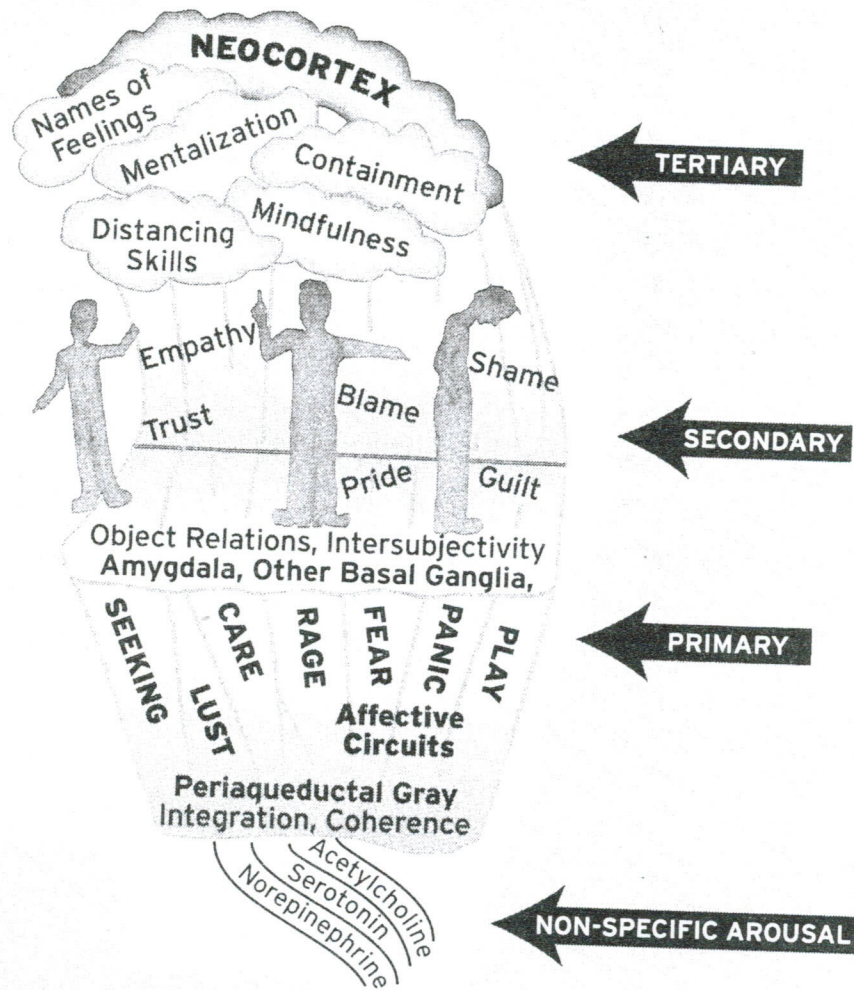 NEOCORTEX
Names of
Feelings
Mentalization
Containment
TERTIARY
Distancing
Skills
Mindfulness
Empathy
Trust
Blame
Pride
Shame
Guilt
SECONDARY
Object Relations, Intersubjectivity
Amygdala, Other Basal Ganglia,
SEEKING
LUST
CARE
RAGE
FEAR
PANIC
PLAY
PRIMARY
Affective
Circuits
Periaqueductal Gray
Integration, Coherence
Acetylcholine
Serotonin
Norepinephrine
NON-SPECIFIC AROUSAL